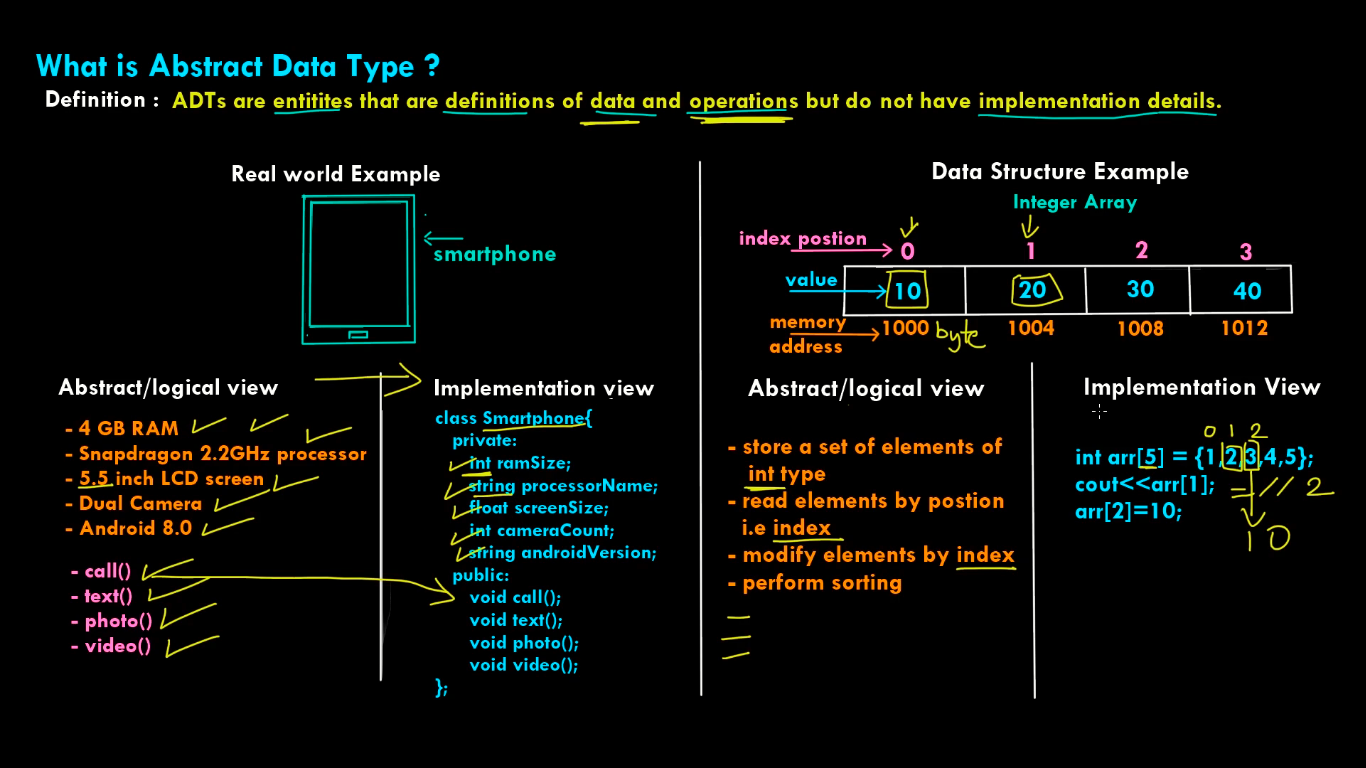 What is Abstract Data Type ?
Definition : ADTs are entitites that are definitions of data and operations but do not have implementation details.
Real world Example
smartphone
Abstract/logical view
- 4 GB RAM
- Snapdragon 2.2GHz processor
- 5.5 inch LCD screen
- Dual Camera
- Android 8.0
- call()
- text()
- photo()
- video()
Implementation view
class Smartphone{
private:
int ramSize;
string processorName;
float screenSize;
int cameraCount;
string androidVersion;
public:
void call();
void text();
void photo();
void video();
};
Data Structure Example
Integer Array
index postion 0 1 2 3
value 10 20 30 40
memory address 1000 byte 1004 1008 1012
Abstract/logical view
- store a set of elements of
int type
- read elements by postion
i.e index
- modify elements by index
- perform sorting
Implementation View
0 1 2
int arr[5] = {1,2,3,4,5};
cout<<arr[1]; = // 2
arr[2]=10;
10